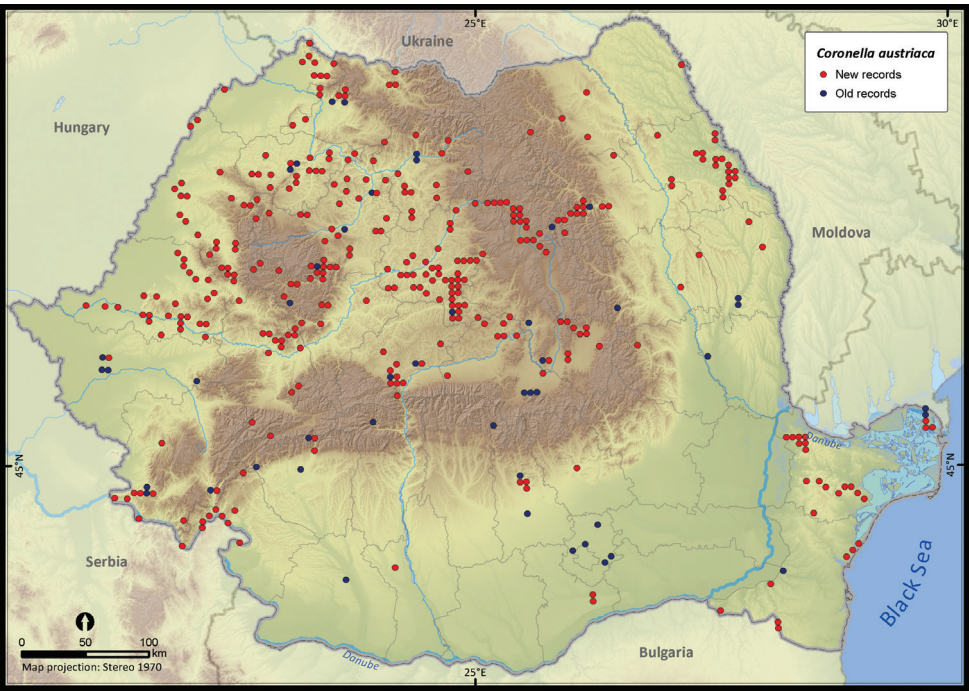 25°E
30°E
Ukraine
Coronella austriaca
New records
Old records
Hungary
Moldova
Danube
45°N
45°N
Serbia
Black Sea
0 50 100
km
Map projection: Stereo 1970
Danube
Bulgaria
25°E